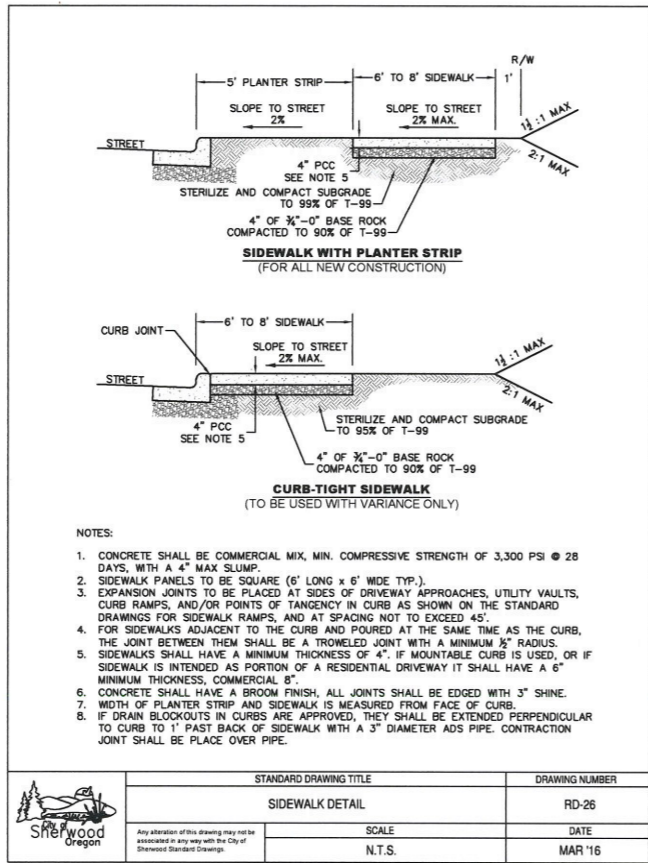 R/W
5' PLANTER STRIP
6' TO 8' SIDEWALK
1'
SLOPE TO STREET
2%
SLOPE TO STREET
2% MAX.
1½ :1 MAX
2:1 MAX
STREET
4" PCC
SEE NOTE 5
STERILIZE AND COMPACT SUBGRADE
TO 99% OF T-99
4" OF ¾"-0" BASE ROCK
COMPACTED TO 90% OF T-99
SIDEWALK WITH PLANTER STRIP
(FOR ALL NEW CONSTRUCTION)
6' TO 8' SIDEWALK
CURB JOINT
SLOPE TO STREET
2% MAX.
1½ :1 MAX
2:1 MAX
STREET
4" PCC
SEE NOTE 5
STERILIZE AND COMPACT SUBGRADE
TO 95% OF T-99
4" OF ¾"-0" BASE ROCK
COMPACTED TO 90% OF T-99
CURB-TIGHT SIDEWALK
(TO BE USED WITH VARIANCE ONLY)
NOTES:
1. CONCRETE SHALL BE COMMERCIAL MIX, MIN. COMPRESSIVE STRENGTH OF 3,300 PSI @ 28
DAYS, WITH A 4" MAX SLUMP.
2. SIDEWALK PANELS TO BE SQUARE (6' LONG x 6' WIDE TYP.).
3. EXPANSION JOINTS TO BE PLACED AT SIDES OF DRIVEWAY APPROACHES, UTILITY VAULTS,
CURB RAMPS, AND/OR POINTS OF TANGENCY IN CURB AS SHOWN ON THE STANDARD
DRAWINGS FOR SIDEWALK RAMPS, AND AT SPACING NOT TO EXCEED 45'.
4. FOR SIDEWALKS ADJACENT TO THE CURB AND POURED AT THE SAME TIME AS THE CURB,
THE JOINT BETWEEN THEM SHALL BE A TROWELED JOINT WITH A MINIMUM ½" RADIUS.
5. SIDEWALKS SHALL HAVE A MINIMUM THICKNESS OF 4". IF MOUNTABLE CURB IS USED, OR IF
SIDEWALK IS INTENDED AS PORTION OF A RESIDENTIAL DRIVEWAY IT SHALL HAVE A 6"
MINIMUM THICKNESS, COMMERCIAL 8".
6. CONCRETE SHALL HAVE A BROOM FINISH, ALL JOINTS SHALL BE EDGED WITH 3" SHINE.
7. WIDTH OF PLANTER STRIP AND SIDEWALK IS MEASURED FROM FACE OF CURB.
8. IF DRAIN BLOCKOUTS IN CURBS ARE APPROVED, THEY SHALL BE EXTENDED PERPENDICULAR
TO CURB TO 1' PAST BACK OF SIDEWALK WITH A 3" DIAMETER ADS PIPE. CONTRACTION
JOINT SHALL BE PLACE OVER PIPE.
City of
Sherwood
Oregon
STANDARD DRAWING TITLE
DRAWING NUMBER
SIDEWALK DETAIL
RD-26
Any alteration of this drawing may not be
associated in any way with the City of
Sherwood Standard Drawings.
SCALE
DATE
N.T.S.
MAR '16